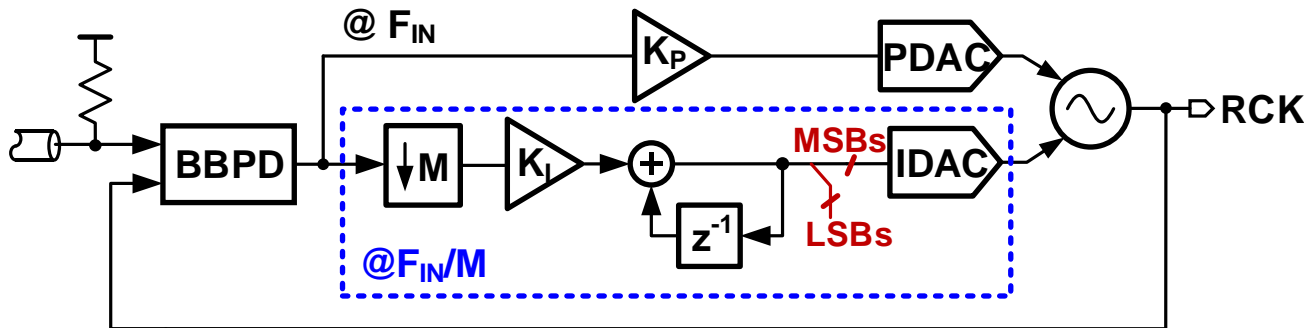 @ F_IN
K_P
PDAC
RCK
BBPD
↓ M
K_I
+
MSBs
IDAC
LSBs
z^-1
@F_IN/M